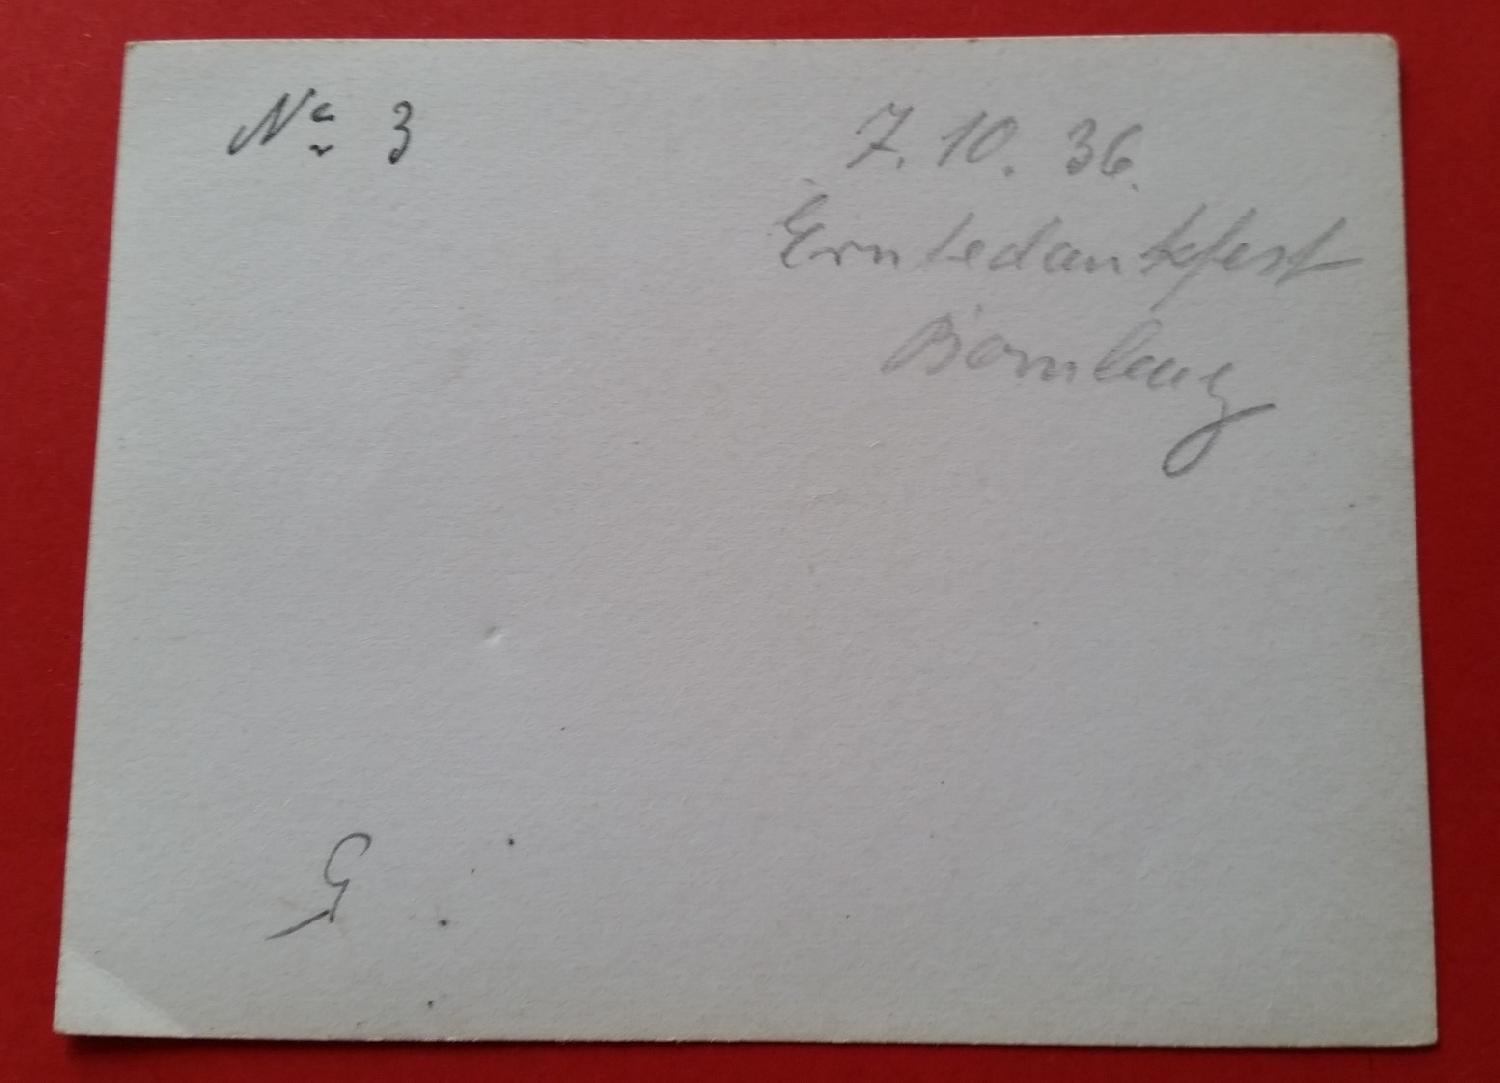 No 3
7. 10. 36.
Erntedankfest
G